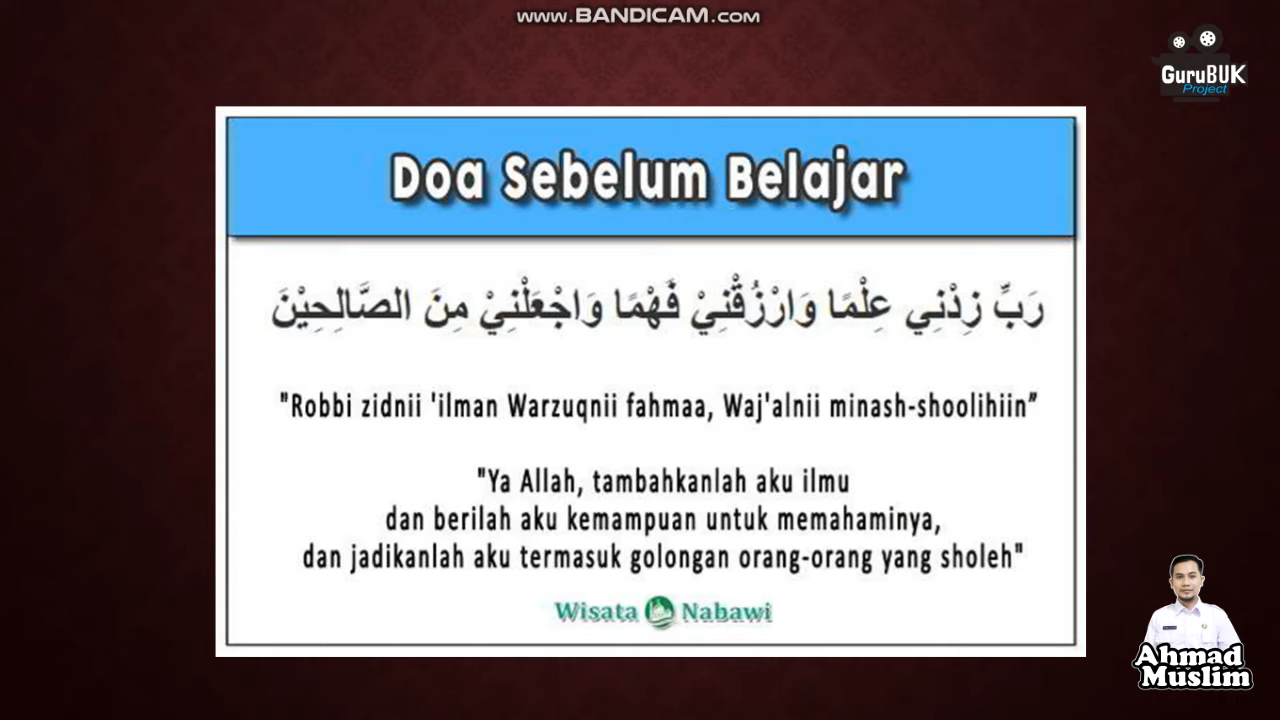 www.BANDICAM.com
GuruBUK
Project
Doa Sebelum Belajar
رَبِّ زِدْنِي عِلْمًا وَارْزُقْنِيْ فَهْمًا وَاجْعَلْنِيْ مِنَ الصَّالِحِيْنَ
"Robbi zidnii 'ilman Warzuqnii fahmaa, Waj'alnii minash-shoolihiin”
"Ya Allah, tambahkanlah aku ilmu
dan berilah aku kemampuan untuk memahaminya,
dan jadikanlah aku termasuk golongan orang-orang yang sholeh"
Wisata Nabawi
Ahmad
Muslim